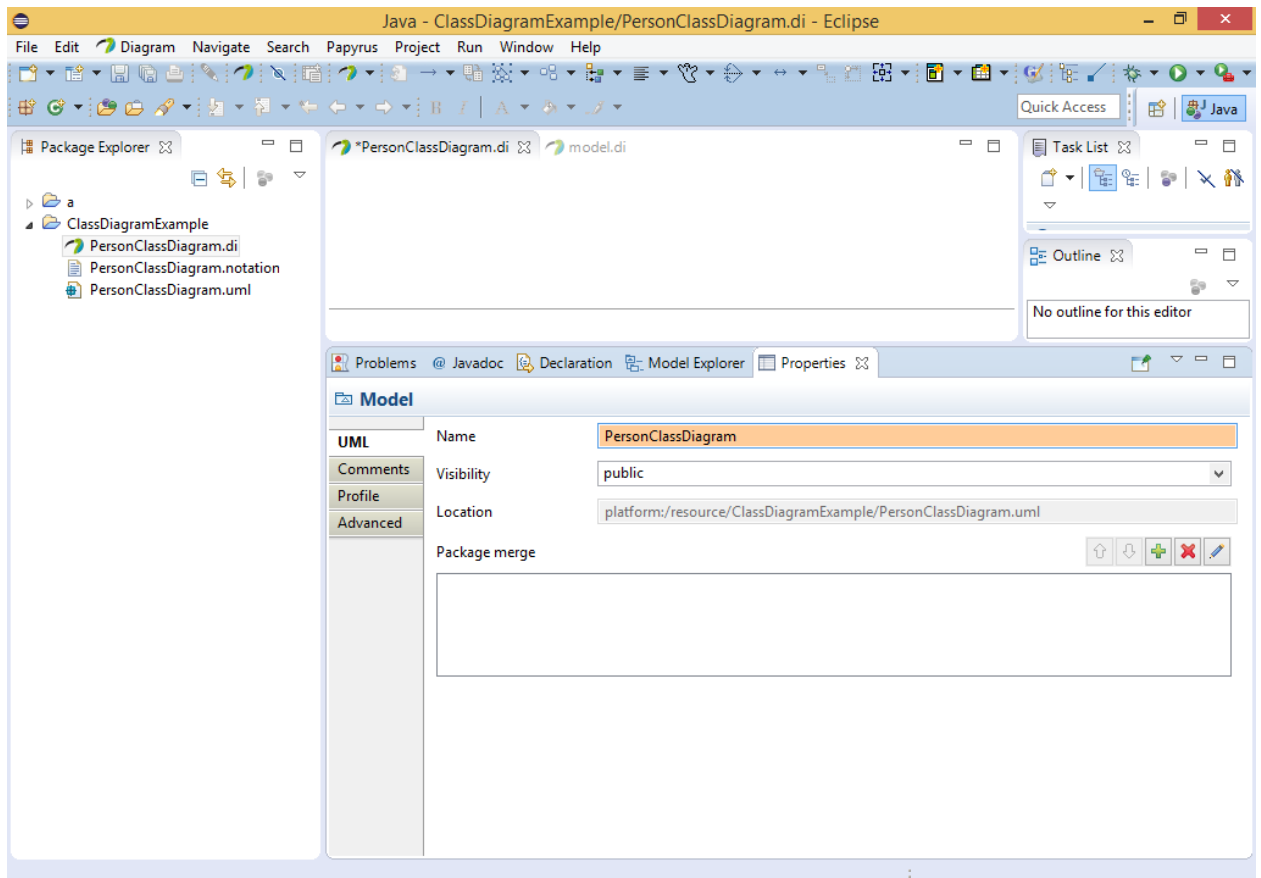 Java - ClassDiagramExample/PersonClassDiagram.di - Eclipse
File Edit Diagram Navigate Search Papyrus Project Run Window Help
Quick Access Java
Package Explorer
a
ClassDiagramExample
PersonClassDiagram.di
PersonClassDiagram.notation
PersonClassDiagram.uml
*PersonClassDiagram.di model.di
Task List
Outline
No outline for this editor
Problems @ Javadoc Declaration Model Explorer Properties
Model
UML
Comments
Profile
Advanced
Name PersonClassDiagram
Visibility public
Location platform:/resource/ClassDiagramExample/PersonClassDiagram.uml
Package merge